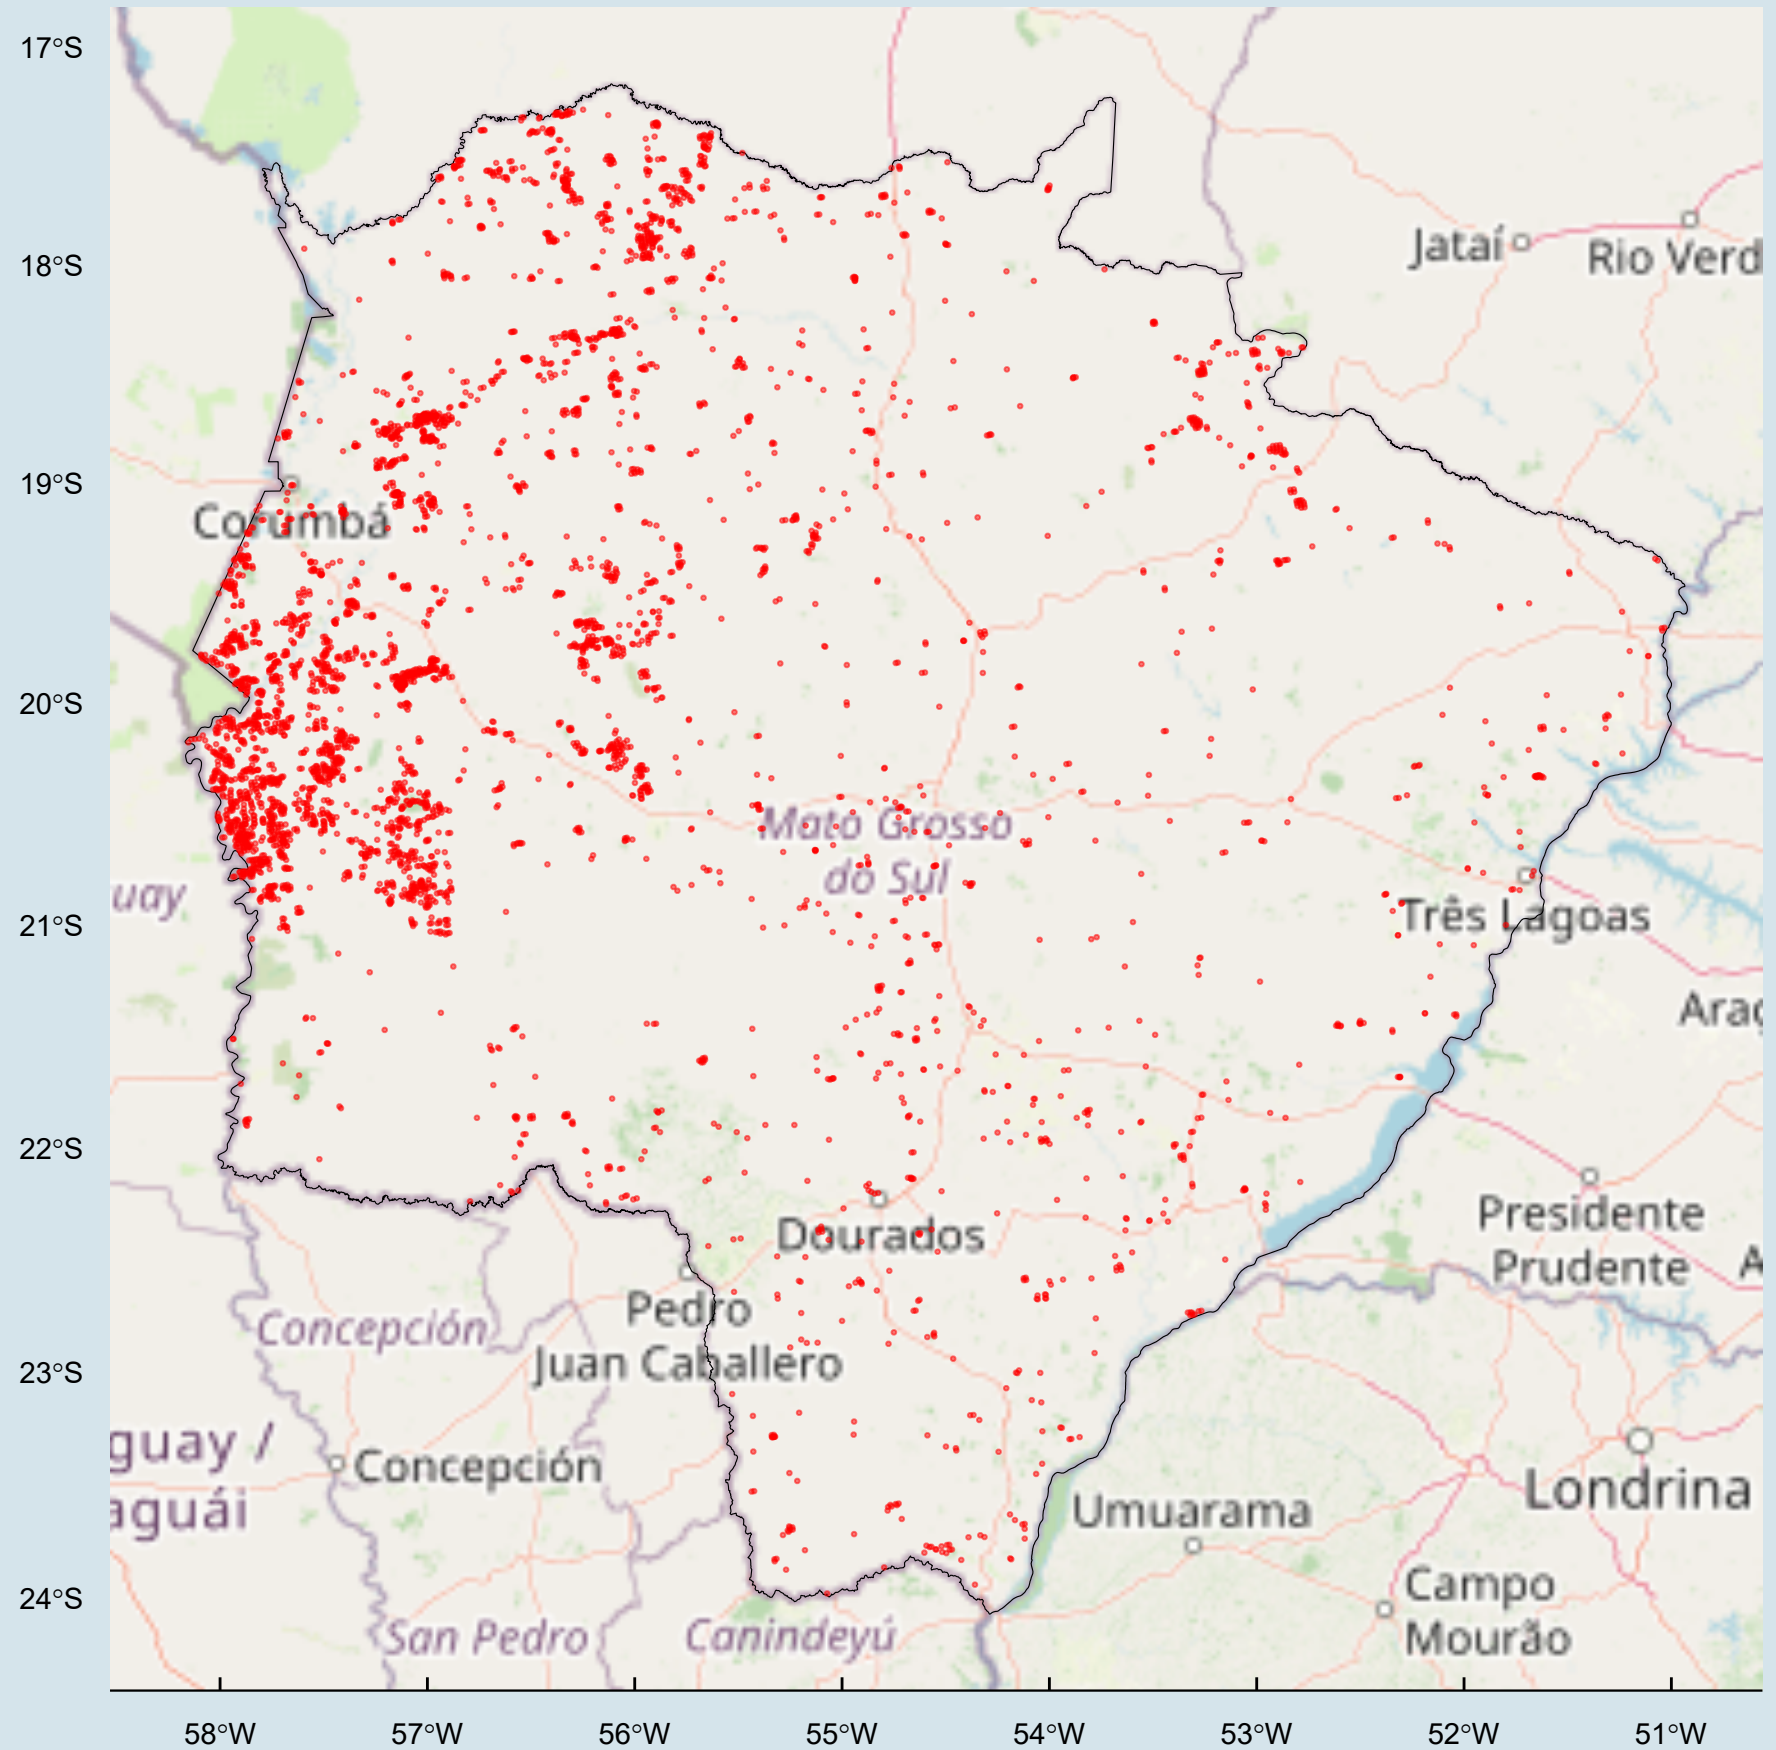 17°S
Jataí
Rio Verd
18°S
19°S
Corumbá
20°S
Mato Grosso
do Sul
uay
21°S
Três Lagoas
Araç
22°S
Dourados
Presidente
Prudente
A
Pedro
Juan Caballero
Concepción
23°S
guay /
aguái
Concepción
Umuarama
Londrina
24°S
Campo
Mourão
San Pedro
Canindeyú
58°W
57°W
56°W
55°W
54°W
53°W
52°W
51°W